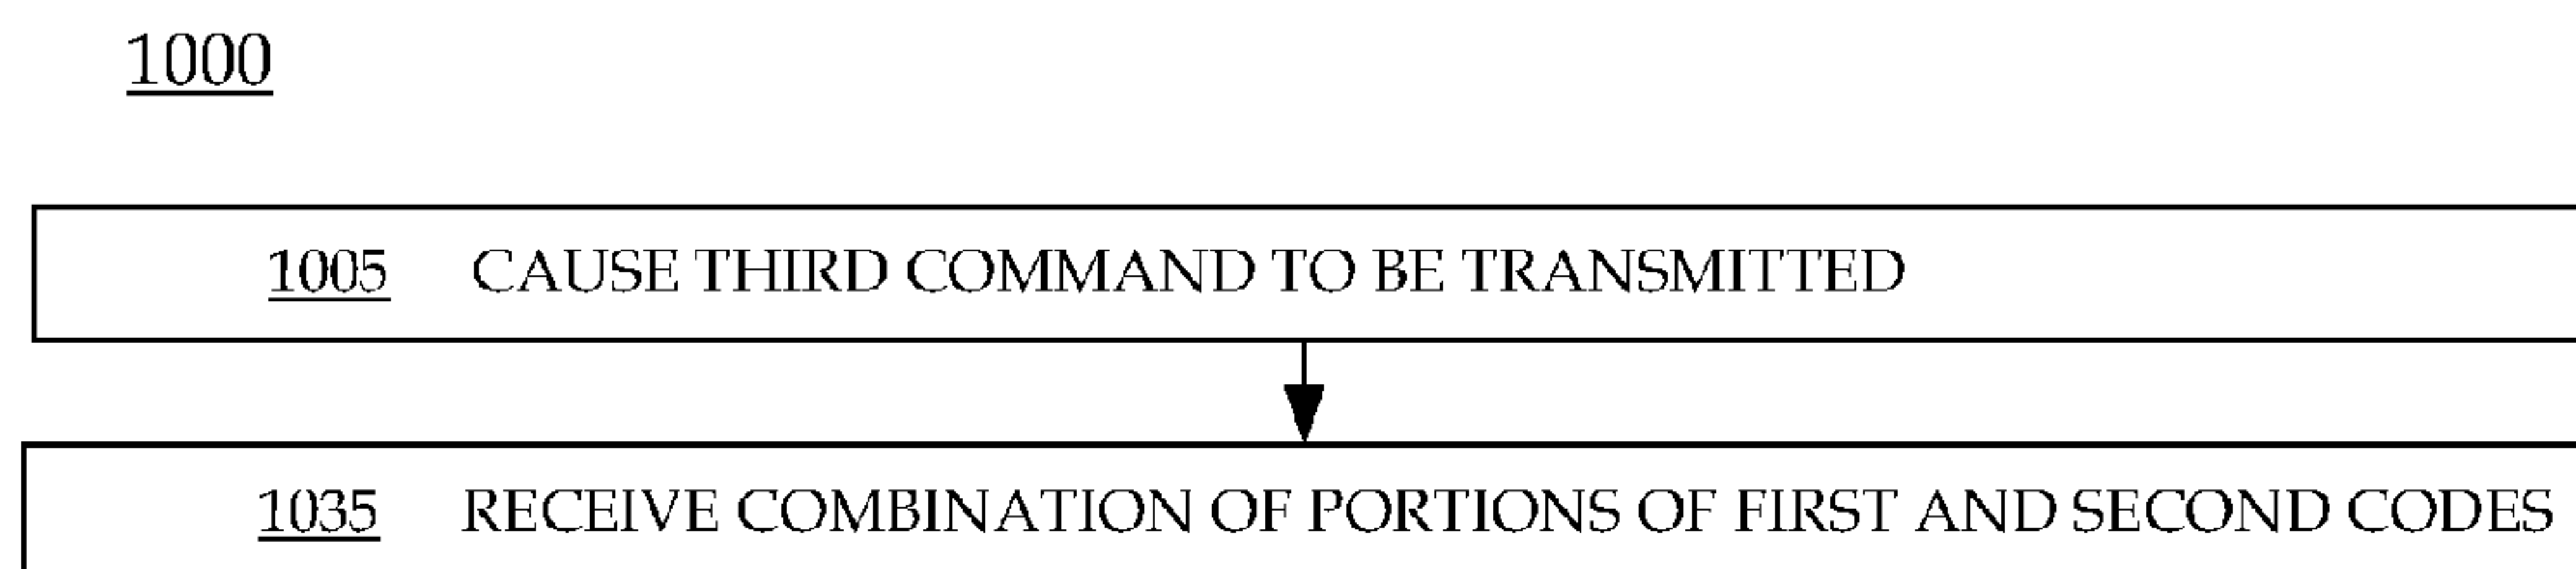 1000
1005 CAUSE THIRD COMMAND TO BE TRANSMITTED
1035 RECEIVE COMBINATION OF PORTIONS OF FIRST AND SECOND CODES